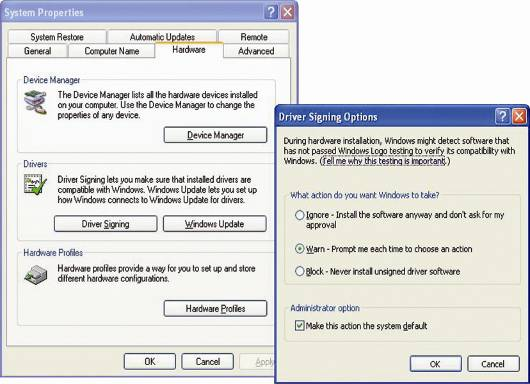 System Properties
System Restore
Automatic Updates
Remote
General
Computer Name
Hardware
Advanced
Device Manager
The Device Manager lists all the hardware devices installed
on your computer. Use the Device Manager to change the
properties of any device.
Device Manager
Drivers
Driver Signing lets you make sure that installed drivers are
compatible with Windows. Windows Update lets you set up
how Windows connects to Windows Update for drivers.
Driver Signing
Windows Update
Hardware Profiles
Hardware profiles provide a way for you to set up and store
different hardware configurations.
Hardware Profiles
OK
Cancel
Apply
Driver Signing Options
During hardware installation, Windows might detect software that
has not passed Windows Logo testing to verify its compatibility with
Windows. (Tell me why this testing is important.)
What action do you want Windows to take?
Ignore - Install the software anyway and don't ask for my
approval
Warn - Prompt me each time to choose an action
Block - Never install unsigned driver software
Administrator option
Make this action the system default
OK
Cancel